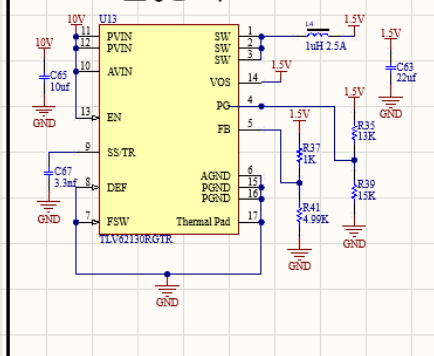 10V
U13
L4
1.5V
1.5V
10V
11
PVIN
SW
1
1uH 2.5A
12
PVIN
SW
2
SW
3
C65
10uf
10
AVIN
1.5V
C63
22uf
VOS
14
GND
1.5V
PG
4
GND
13
EN
1.5V
FB
5
R35
13K
9
SS/TR
R37
1K
C67
3.3nf
AGND
6
8
DEF
PGND
15
R39
15K
PGND
16
GND
R41
4.99K
7
FSW
Thermal Pad
17
GND
TLV62130RGTR
GND
GND